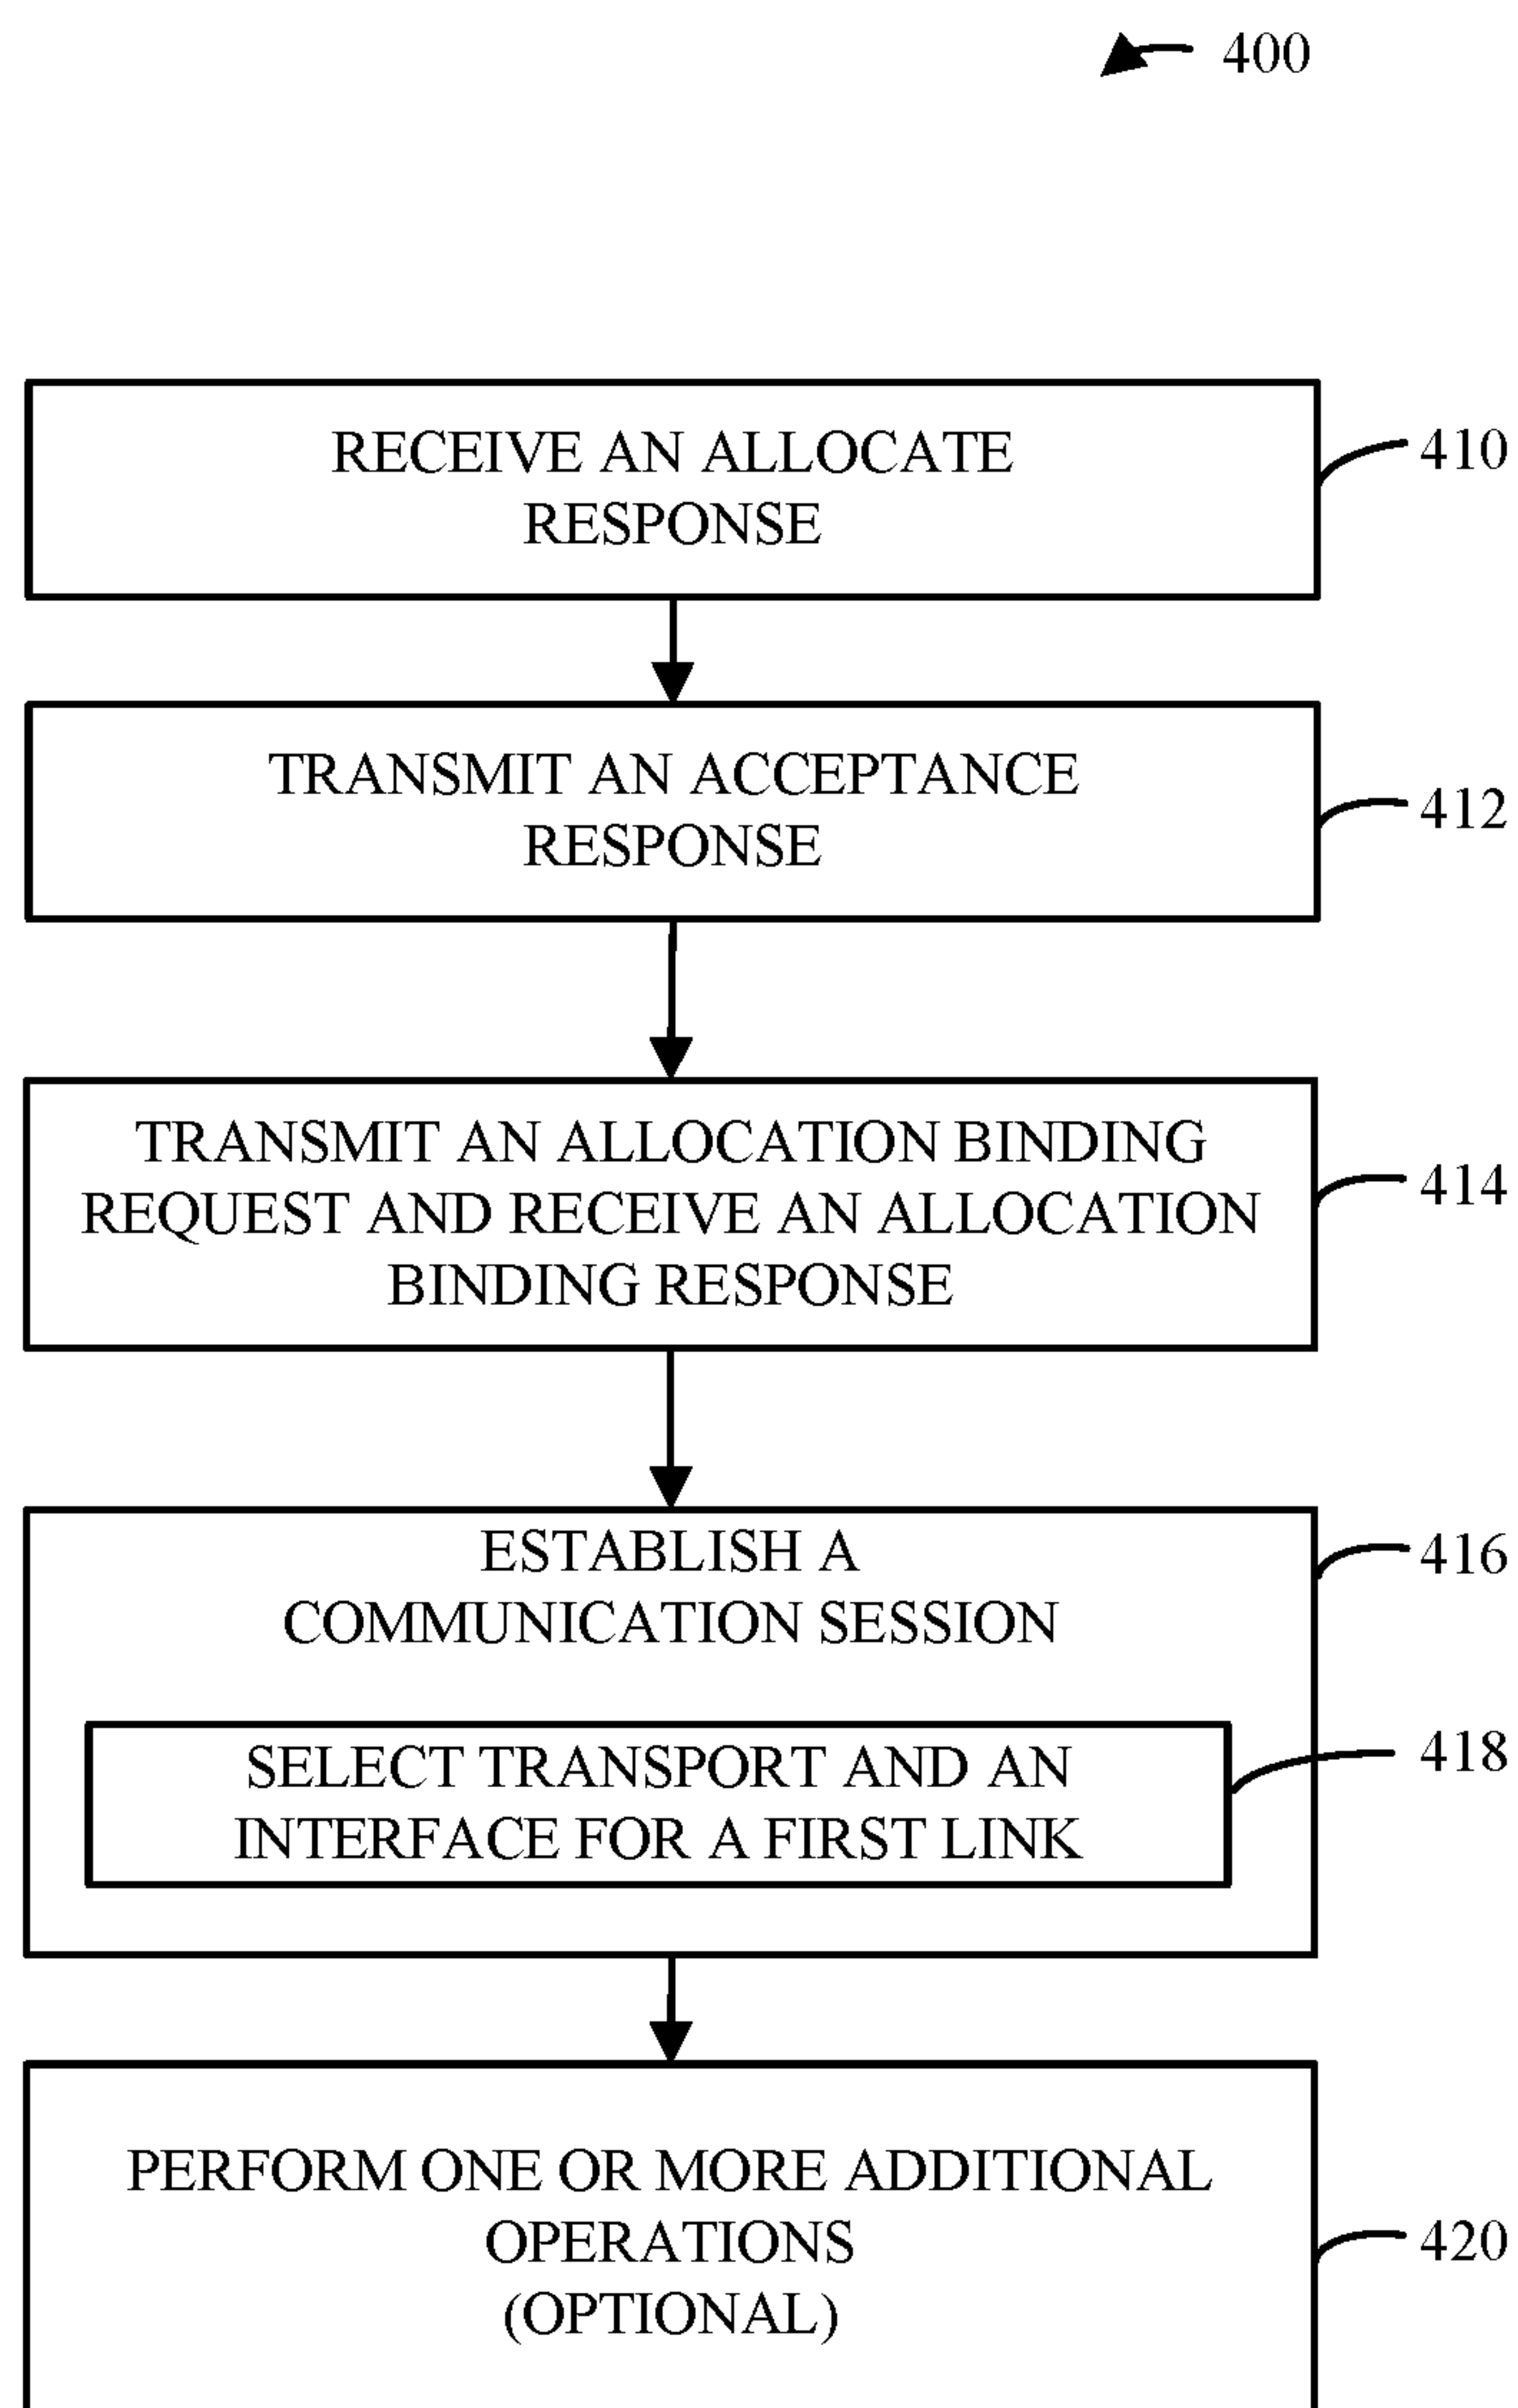 400
RECEIVE AN ALLOCATE
RESPONSE
410
TRANSMIT AN ACCEPTANCE
RESPONSE
412
TRANSMIT AN ALLOCATION BINDING
REQUEST AND RECEIVE AN ALLOCATION
BINDING RESPONSE
414
ESTABLISH A
COMMUNICATION SESSION
416
SELECT TRANSPORT AND AN
INTERFACE FOR A FIRST LINK
418
PERFORM ONE OR MORE ADDITIONAL
OPERATIONS
(OPTIONAL)
420